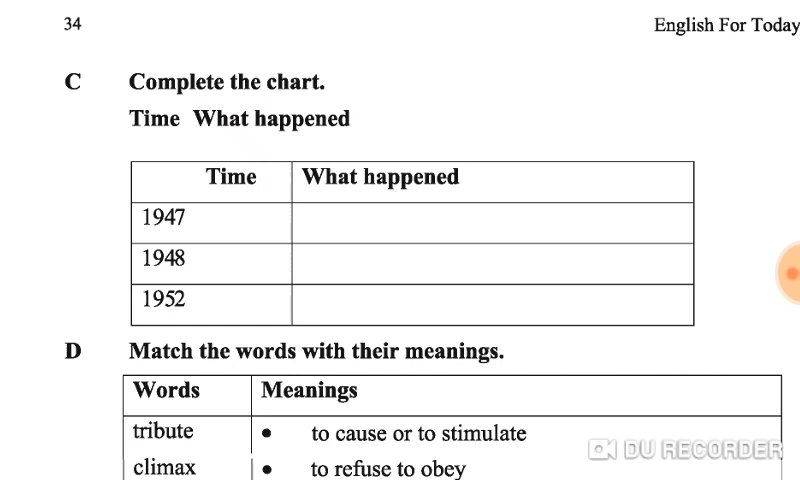 34
English For Today
C Complete the chart.
Time What happened
Time What happened
1947
1948
1952
D Match the words with their meanings.
Words Meanings
tribute • to cause or to stimulate
climax • to refuse to obey
DU RECORDER